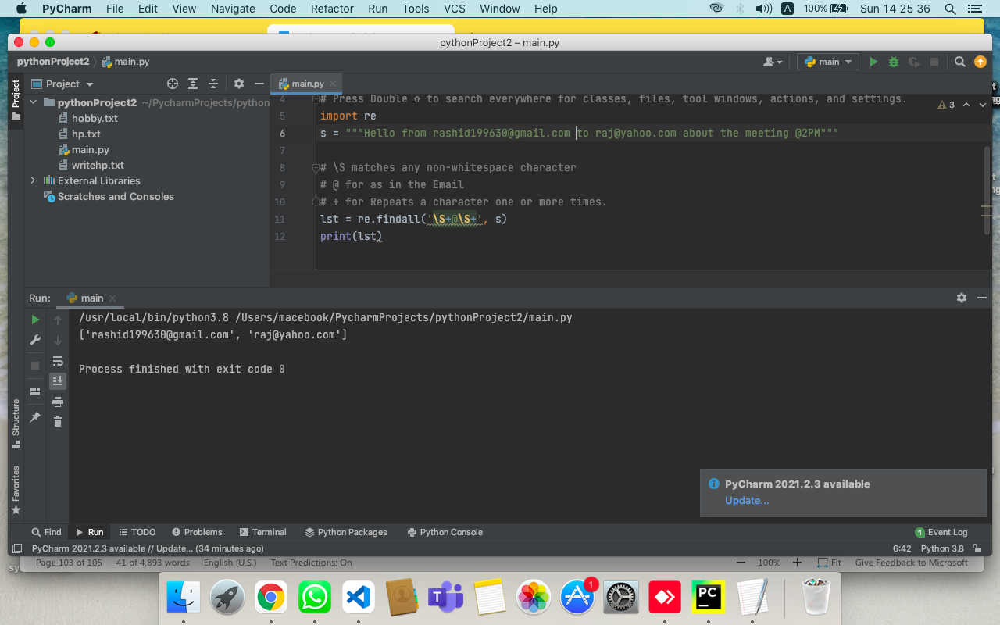 PyCharm File Edit View Navigate Code Refactor Run Tools VCS Window Help A 100% Sun 14 25 36
pythonProject2 – main.py
pythonProject2 main.py main
Project
Project
main.py
pythonProject2 ~/PycharmProjects/python
hobby.txt
hp.txt
main.py
writehp.txt
External Libraries
Scratches and Consoles
3
4 # Press Double ⇧ to search everywhere for classes, files, tool windows, actions, and settings.
5 import re
6 s = """Hello from rashid199630@gmail.com to raj@yahoo.com about the meeting @2PM"""
7
8 # \S matches any non-whitespace character
9 # @ for as in the Email
10 # + for Repeats a character one or more times.
11 lst = re.findall('\S+@\S+', s)
12 print(lst)
Run: main
/usr/local/bin/python3.8 /Users/macebook/PycharmProjects/pythonProject2/main.py
['rashid199630@gmail.com', 'raj@yahoo.com']
Process finished with exit code 0
Structure
Favorites
PyCharm 2021.2.3 available
Update...
Find Run TODO Problems Terminal Python Packages Python Console 1 Event Log
PyCharm 2021.2.3 available // Update... (34 minutes ago) 6:42 Python 3.8
Page 103 of 105 41 of 4,893 words English (U.S.) Text Predictions: On 100% Fit Give Feedback to Microsoft
1
PC